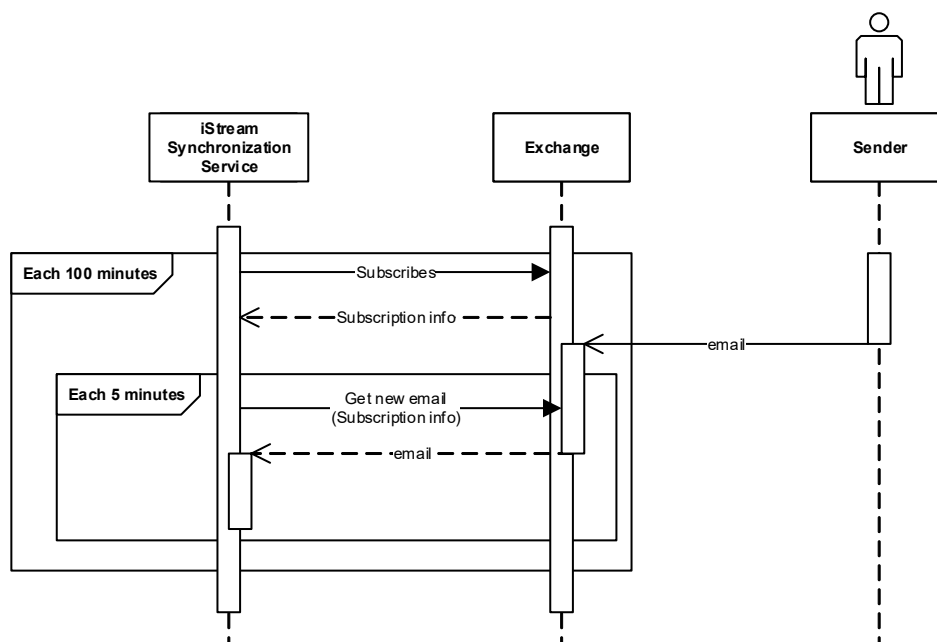 iStream
Synchronization
Service
Exchange
Sender
Each 100 minutes
Subscribes
Subscription info
email
Each 5 minutes
Get new email
(Subscription info)
email